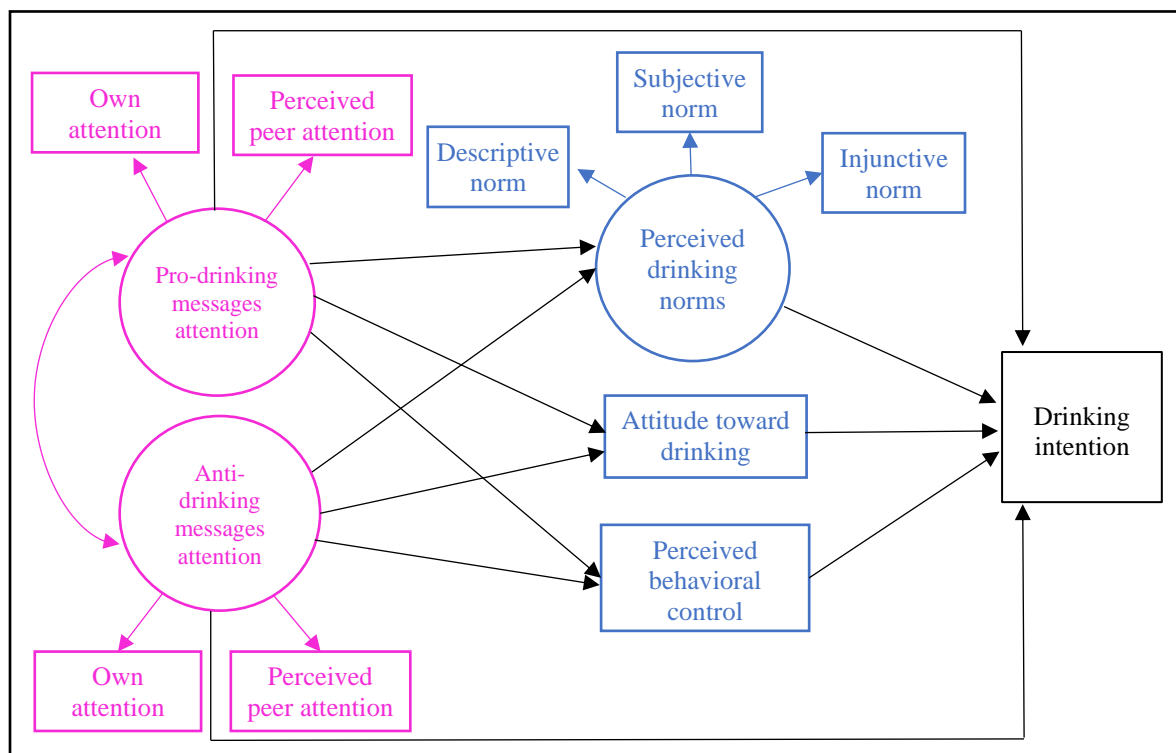 Own
attention
Perceived
peer attention
Subjective
norm
Descriptive
norm
Injunctive
norm
Pro-drinking
messages
attention
Perceived
drinking
norms
Attitude toward
drinking
Drinking
intention
Anti-
drinking
messages
attention
Perceived
behavioral
control
Own
attention
Perceived
peer attention